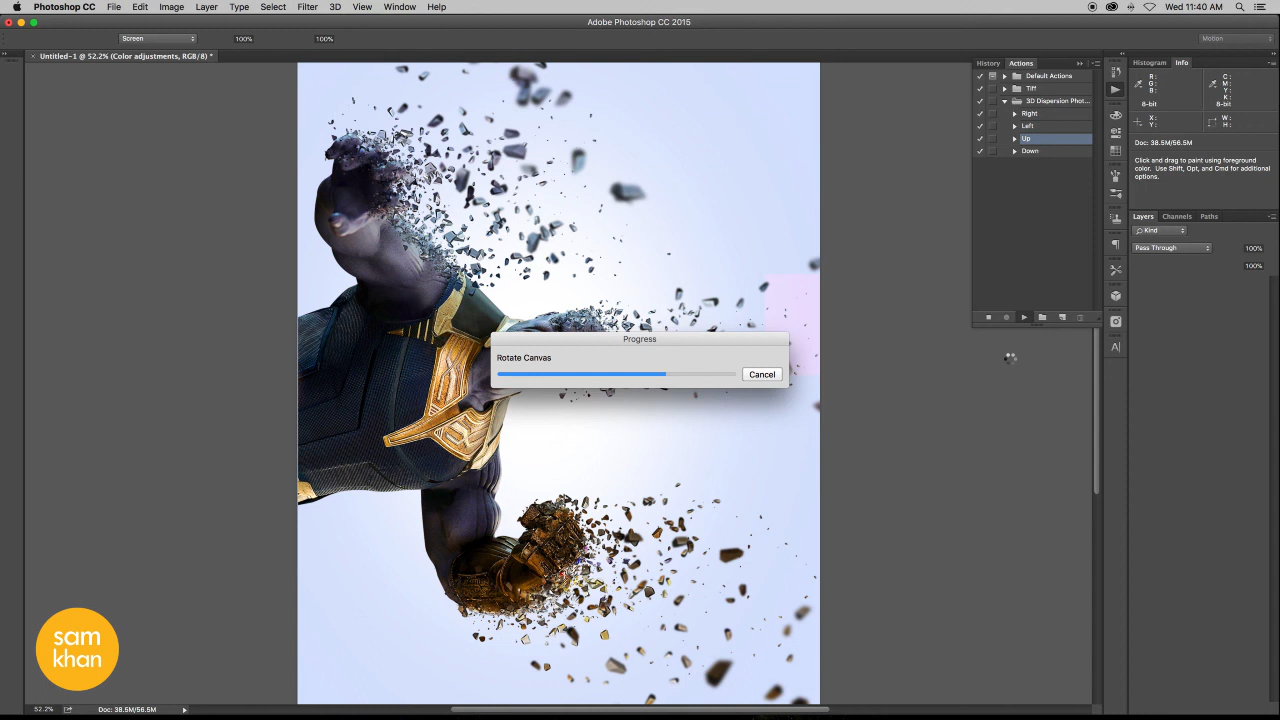 Photoshop CC File Edit Image Layer Type Select Filter 3D View Window Help Wed 11:40 AM
Adobe Photoshop CC 2015
Screen 100% 100% Motion
× Untitled-1 @ 52.2% (Color adjustments, RGB/8) *
History Actions
Default Actions
Tiff
3D Dispersion Phot...
Right
Left
Up
Down
Histogram Info
R: C:
G: M:
B: Y:
K:
8-bit 8-bit
X: W:
Y: H:
Doc: 38.5M/56.5M
Click and drag to paint using foreground
color. Use Shift, Opt, and Cmd for additional
options.
Layers Channels Paths
Kind
Pass Through 100%
100%
Progress
Rotate Canvas
Cancel
sam
khan
52.2% Doc: 38.5M/56.5M